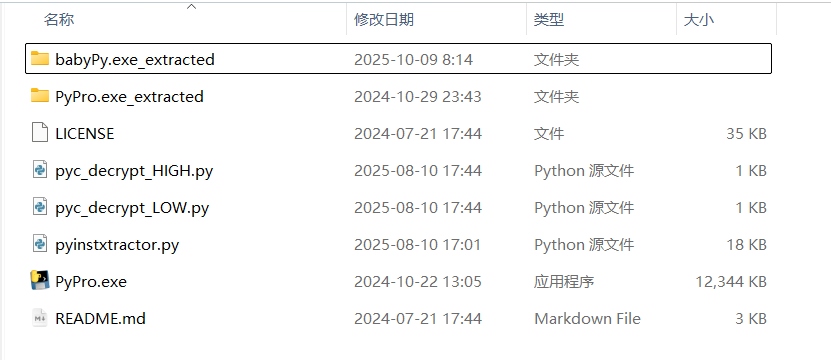 名称 修改日期 类型 大小
babyPy.exe_extracted 2025-10-09 8:14 文件夹
PyPro.exe_extracted 2024-10-29 23:43 文件夹
LICENSE 2024-07-21 17:44 文件 35 KB
pyc_decrypt_HIGH.py 2025-08-10 17:44 Python 源文件 1 KB
pyc_decrypt_LOW.py 2025-08-10 17:44 Python 源文件 1 KB
pyinstxtractor.py 2025-08-10 17:01 Python 源文件 18 KB
PyPro.exe 2024-10-22 13:05 应用程序 12,344 KB
README.md 2024-07-21 17:44 Markdown File 3 KB